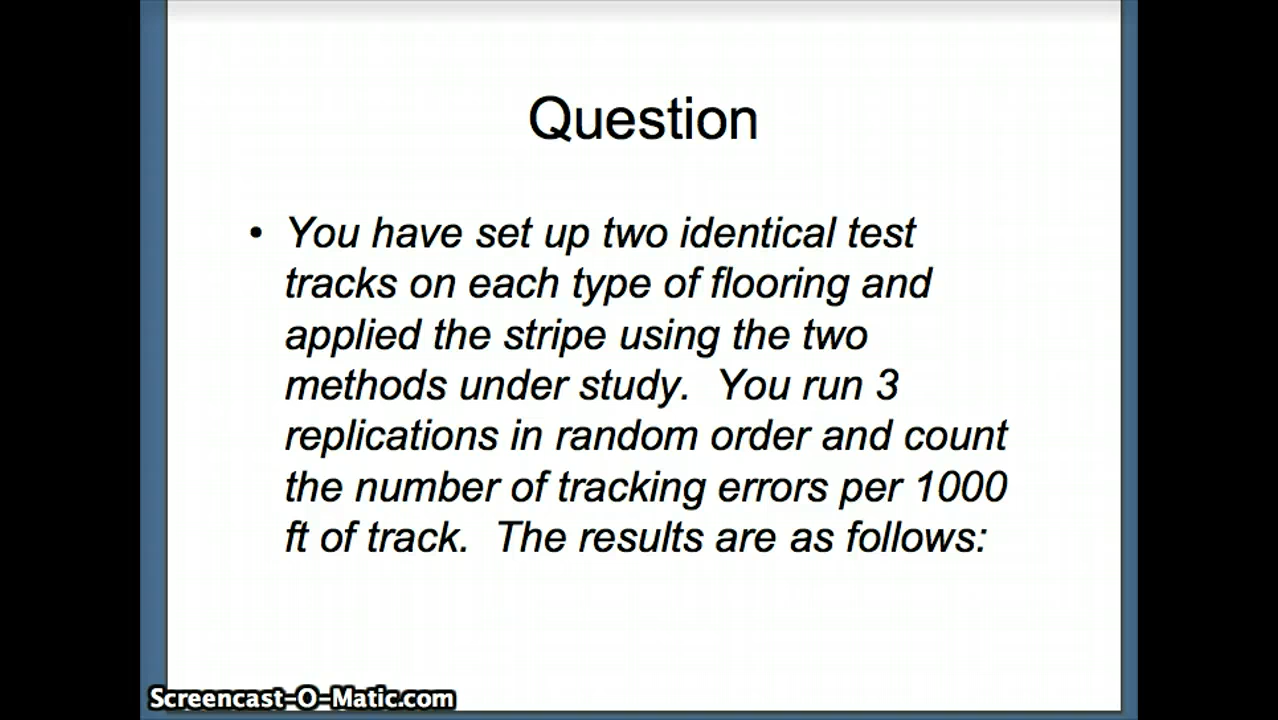 Question
• You have set up two identical test
tracks on each type of flooring and
applied the stripe using the two
methods under study.  You run 3
replications in random order and count
the number of tracking errors per 1000
ft of track.  The results are as follows:
Screencast-O-Matic.com